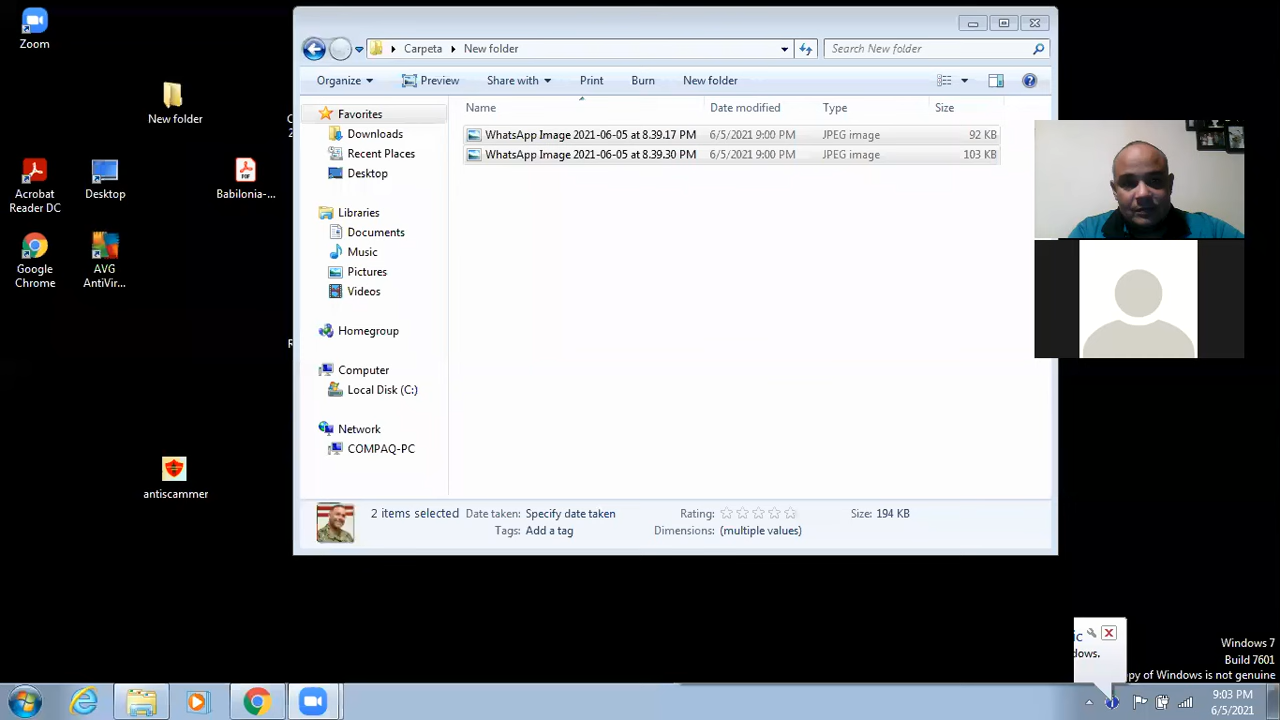 Zoom
New folder
Acrobat
Reader DC
Desktop
Babilonia-...
Google
Chrome
AVG
AntiVir...
antiscammer
Carpeta
New folder
Search New folder
Organize
Preview
Share with
Print
Burn
New folder
Name
Date modified
Type
Size
Favorites
Downloads
Recent Places
Desktop
Libraries
Documents
Music
Pictures
Videos
Homegroup
Computer
Local Disk (C:)
Network
COMPAQ-PC
WhatsApp Image 2021-06-05 at 8.39.17 PM 6/5/2021 9:00 PM JPEG image 92 KB
WhatsApp Image 2021-06-05 at 8.39.30 PM 6/5/2021 9:00 PM JPEG image 103 KB
2 items selected
Date taken: Specify date taken
Tags: Add a tag
Rating:
Dimensions: (multiple values)
Size: 194 KB
ic
dows.
Windows 7
Build 7601
py of Windows is not genuine
9:03 PM
6/5/2021